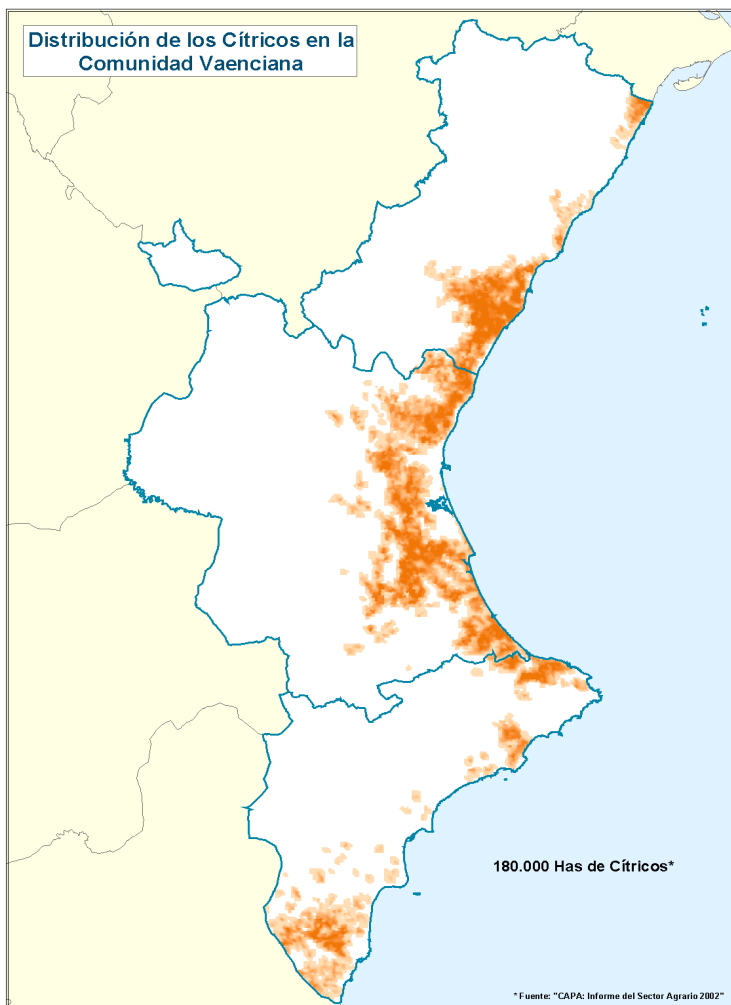 Distribución de los Cítricos en la
Comunidad Vaenciana
180.000 Has de Cítricos*
* Fuente: "CAPA: Informe del Sector Agrario 2002"